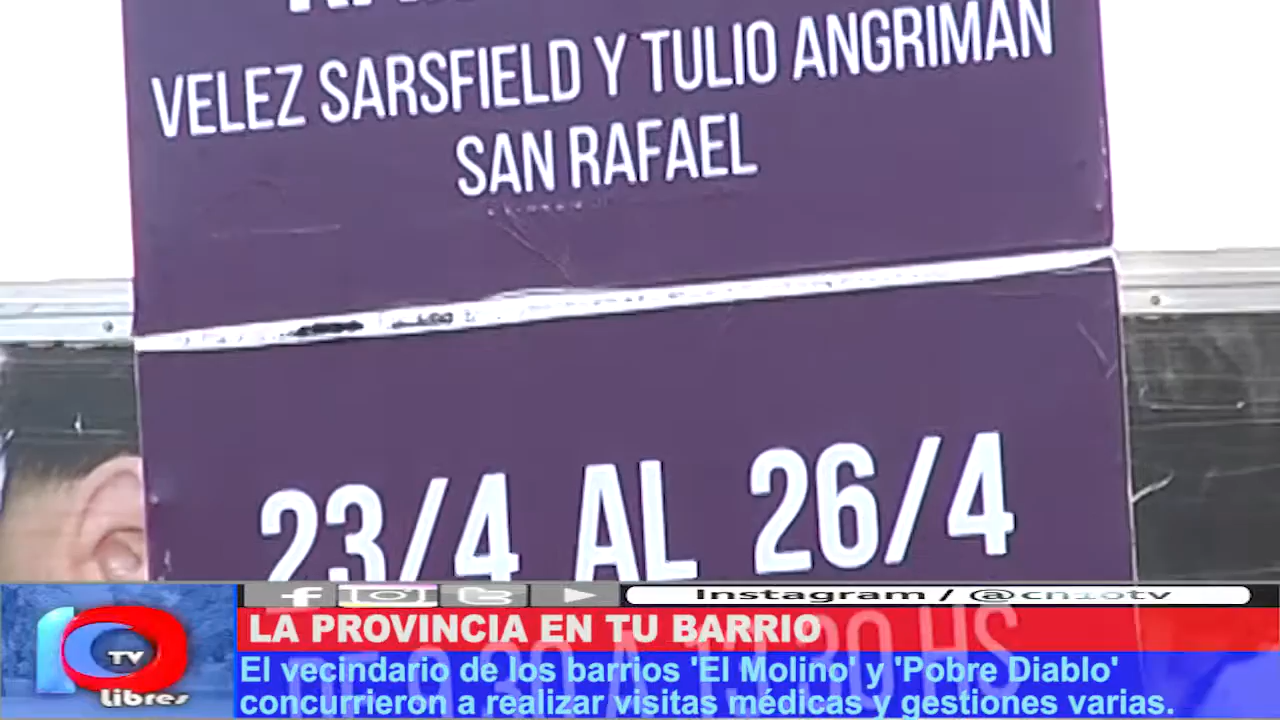 VELEZ SARSFIELD Y TULIO ANGRIMAN
SAN RAFAEL
23/4 AL 26/4
Instagram / @cn10tv
LA PROVINCIA EN TU BARRIO
El vecindario de los barrios 'El Molino' y 'Pobre Diablo'
concurrieron a realizar visitas médicas y gestiones varias.
10
TV
libres